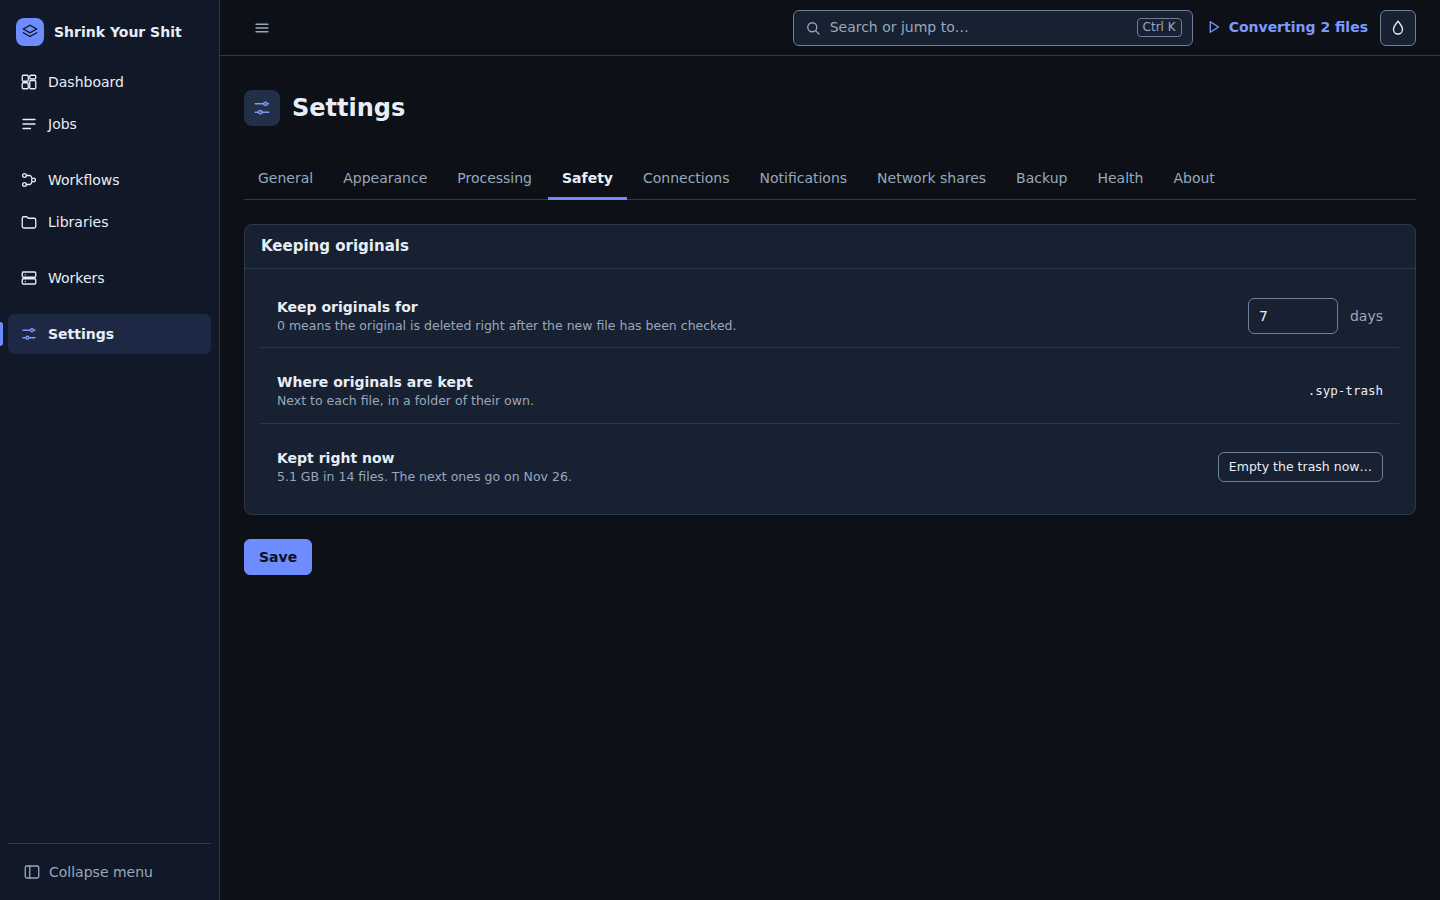 Shrink Your Shit
Search or jump to…
Ctrl K
Converting 2 files
Dashboard
Jobs
Workflows
Libraries
Workers
Settings
Collapse menu
Settings
General
Appearance
Processing
Safety
Connections
Notifications
Network shares
Backup
Health
About
Keeping originals
Keep originals for
0 means the original is deleted right after the new file has been checked.
7
days
Where originals are kept
Next to each file, in a folder of their own.
.syp-trash
Kept right now
5.1 GB in 14 files. The next ones go on Nov 26.
Empty the trash now…
Save